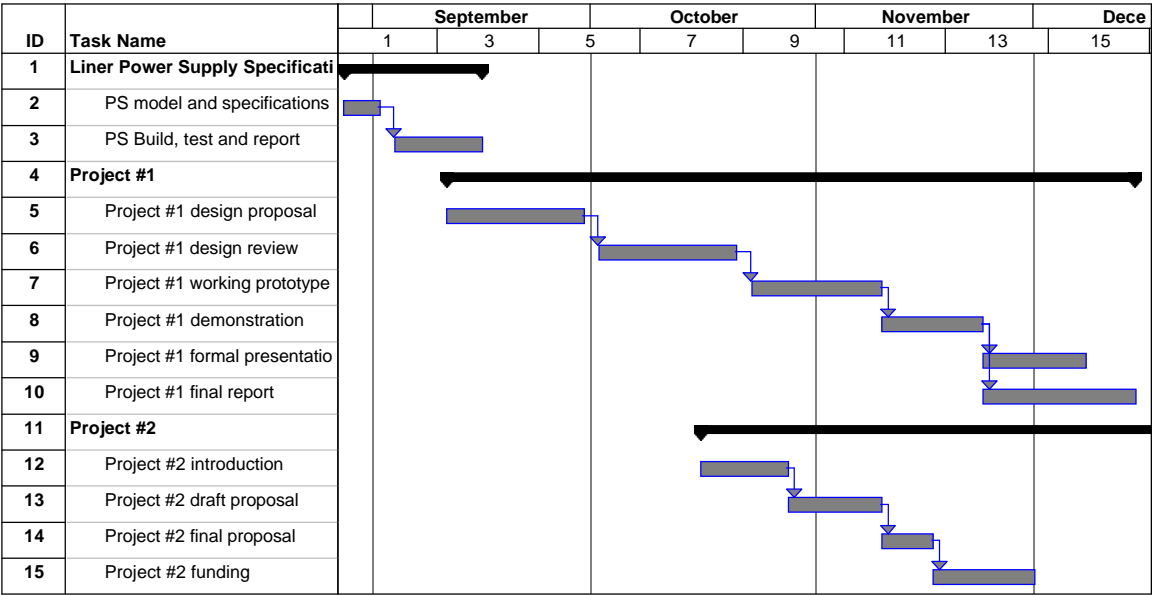 September October November Dece
ID Task Name 1 3 5 7 9 11 13 15
1 Liner Power Supply Specificati
2 PS model and specifications
3 PS Build, test and report
4 Project #1
5 Project #1 design proposal
6 Project #1 design review
7 Project #1 working prototype
8 Project #1 demonstration
9 Project #1 formal presentatio
10 Project #1 final report
11 Project #2
12 Project #2 introduction
13 Project #2 draft proposal
14 Project #2 final proposal
15 Project #2 funding